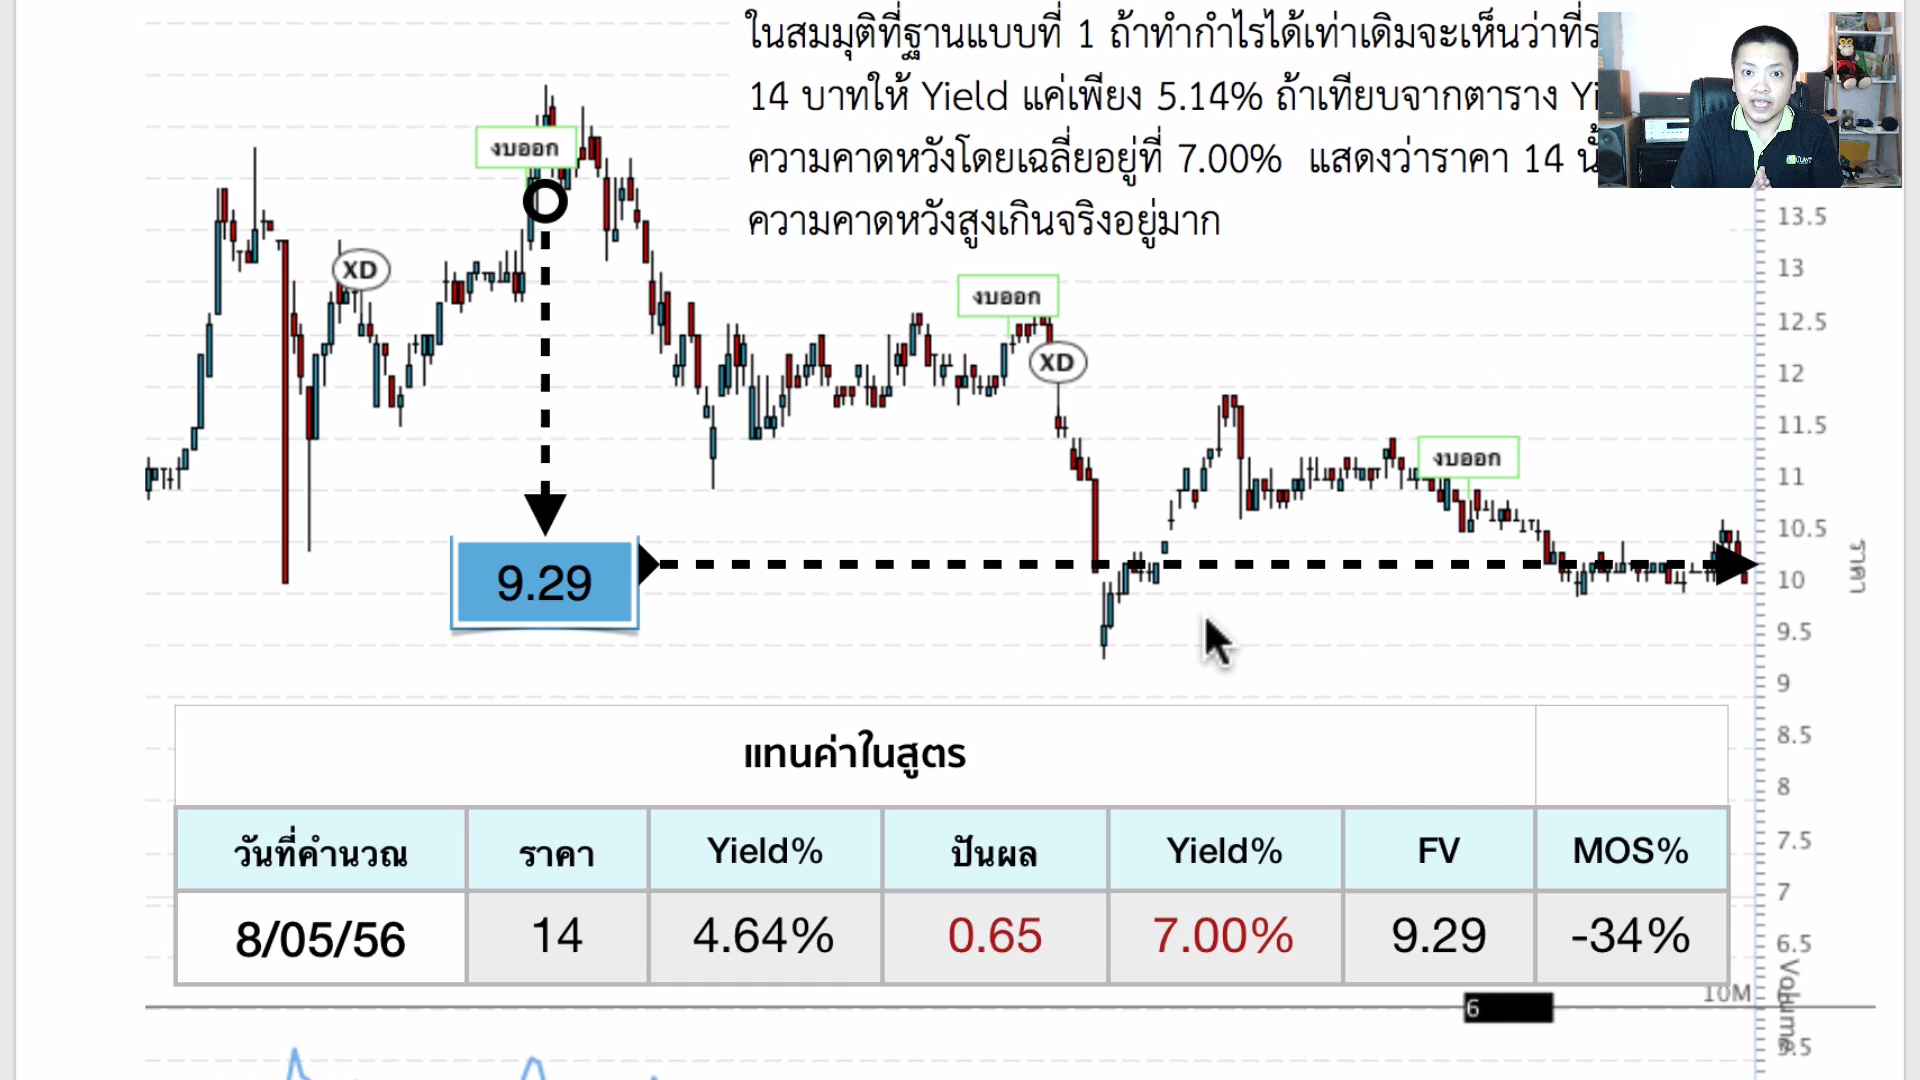 ในสมมุติที่ฐานแบบที่ 1 ถ้าทำกำไรได้เท่าเดิมจะเห็นว่าที่ร
14 บาทให้ Yield แค่เพียง 5.14% ถ้าเทียบจากตาราง Yi
ความคาดหวังโดยเฉลี่ยอยู่ที่ 7.00% แสดงว่าราคา 14 นั้
ความคาดหวังสูงเกินจริงอยู่มาก
งบออก
XD
งบออก
XD
งบออก
9.29
13.5
13
12.5
12
11.5
11
10.5
10
9.5
9
8.5
8
7.5
7
6.5
ราคา
แทนค่าในสูตร
วันที่คำนวณ ราคา Yield% ปันผล Yield% FV MOS%
8/05/56 14 4.64% 0.65 7.00% 9.29 -34%
10M
6
Volume